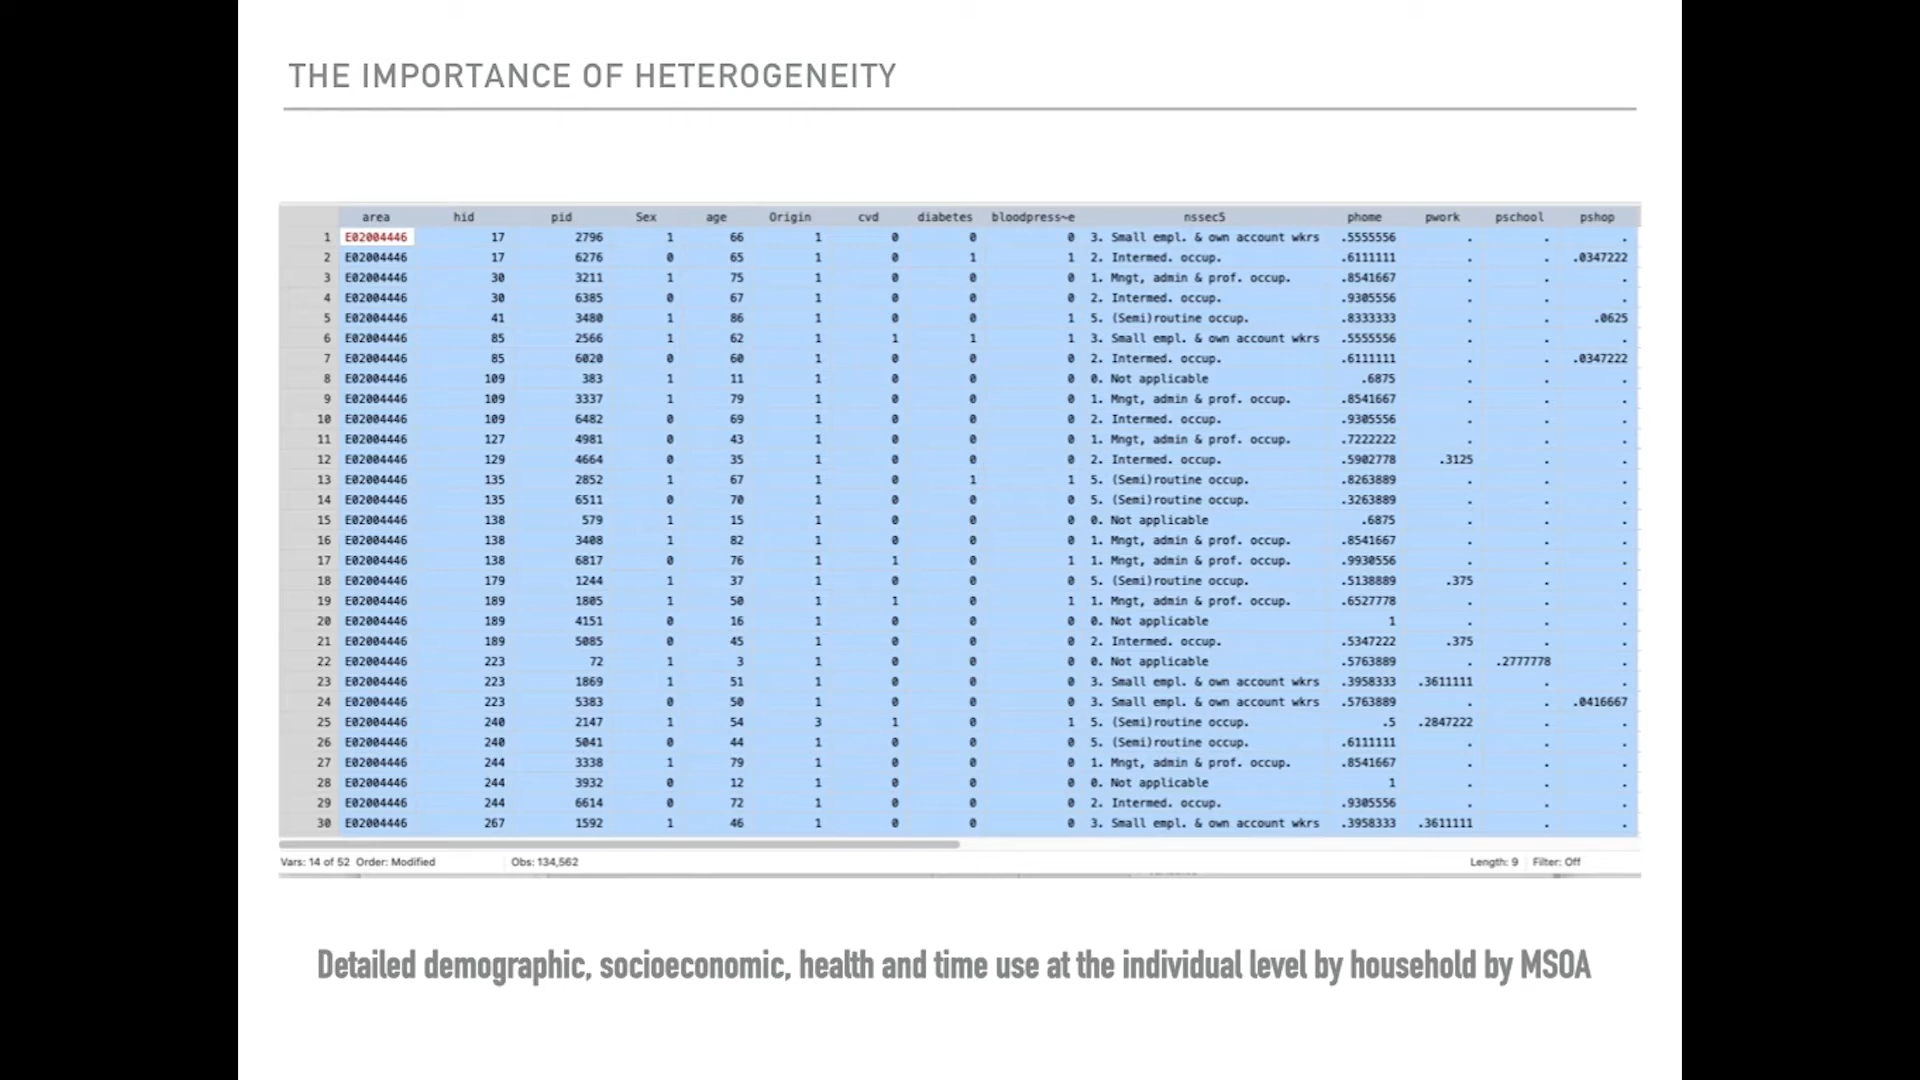 THE IMPORTANCE OF HETEROGENEITY
area hid pid Sex age Origin cvd diabetes bloodpress~e nssec5 phome pwork pschool pshop
1 E02004446 17 2796 1 66 1 0 0 0 3. Small empl. & own account wkrs .5555556 . . .
2 E02004446 17 6276 0 65 1 0 1 1 2. Intermed. occup. .6111111 . . .0347222
3 E02004446 30 3211 1 75 1 0 0 0 1. Mngt, admin & prof. occup. .8541667 . . .
4 E02004446 30 6385 0 67 1 0 0 0 2. Intermed. occup. .9305556 . . .
5 E02004446 41 3480 1 86 1 0 0 1 5. (Semi)routine occup. .8333333 . . .0625
6 E02004446 85 2566 1 62 1 1 1 1 3. Small empl. & own account wkrs .5555556 . . .
7 E02004446 85 6020 0 60 1 0 0 0 2. Intermed. occup. .6111111 . . .0347222
8 E02004446 109 383 1 11 1 0 0 0 0. Not applicable .6875 . . .
9 E02004446 109 3337 1 79 1 0 0 0 1. Mngt, admin & prof. occup. .8541667 . . .
10 E02004446 109 6482 0 69 1 0 0 0 2. Intermed. occup. .9305556 . . .
11 E02004446 127 4981 0 43 1 0 0 0 1. Mngt, admin & prof. occup. .7222222 . . .
12 E02004446 129 4664 0 35 1 0 0 0 2. Intermed. occup. .5902778 .3125 . .
13 E02004446 135 2852 1 67 1 0 1 1 5. (Semi)routine occup. .8263889 . . .
14 E02004446 135 6511 0 70 1 0 0 0 5. (Semi)routine occup. .3263889 . . .
15 E02004446 138 579 1 15 1 0 0 0 0. Not applicable .6875 . . .
16 E02004446 138 3408 1 82 1 0 0 0 1. Mngt, admin & prof. occup. .8541667 . . .
17 E02004446 138 6817 0 76 1 1 0 1 1. Mngt, admin & prof. occup. .9930556 . . .
18 E02004446 179 1244 1 37 1 0 0 0 5. (Semi)routine occup. .5138889 .375 . .
19 E02004446 189 1805 1 50 1 1 0 1 1. Mngt, admin & prof. occup. .6527778 . . .
20 E02004446 189 4151 0 16 1 0 0 0 0. Not applicable 1 . . .
21 E02004446 189 5085 0 45 1 0 0 0 2. Intermed. occup. .5347222 .375 . .
22 E02004446 223 72 1 3 1 0 0 0 0. Not applicable .5763889 . .2777778 .
23 E02004446 223 1869 1 51 1 0 0 0 3. Small empl. & own account wkrs .3958333 .3611111 . .
24 E02004446 223 5383 0 50 1 0 0 0 3. Small empl. & own account wkrs .5763889 . . .0416667
25 E02004446 240 2147 1 54 3 1 0 1 5. (Semi)routine occup. .5 .2847222 . .
26 E02004446 240 5041 0 44 1 0 0 0 5. (Semi)routine occup. .6111111 . . .
27 E02004446 244 3338 1 79 1 0 0 0 1. Mngt, admin & prof. occup. .8541667 . . .
28 E02004446 244 3932 0 12 1 0 0 0 0. Not applicable 1 . . .
29 E02004446 244 6614 0 72 1 0 0 0 2. Intermed. occup. .9305556 . . .
30 E02004446 267 1592 1 46 1 0 0 0 3. Small empl. & own account wkrs .3958333 .3611111 . .
Vars: 14 of 52 Order: Modified Obs: 134,562 Length: 9 Filter: Off
Detailed demographic, socioeconomic, health and time use at the individual level by household by MSOA